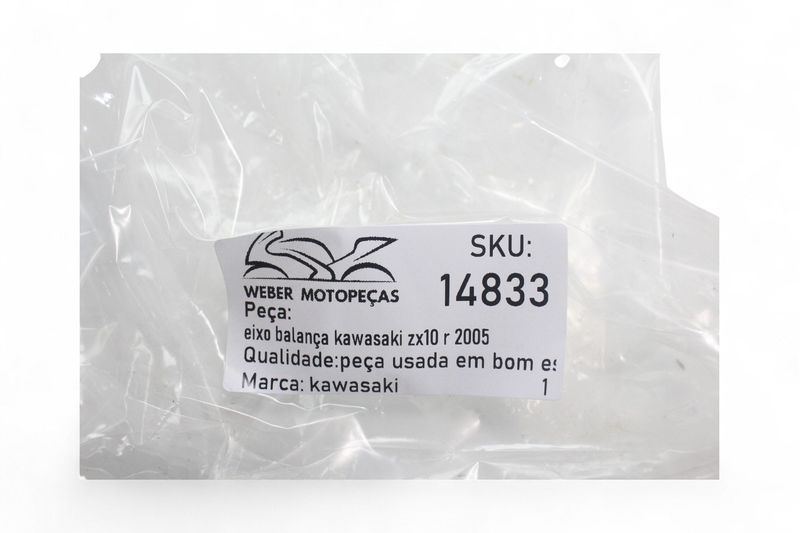 WEBER MOTOPEÇAS
SKU:
14833
Peça:
eixo balança kawasaki zx10 r 2005
Qualidade:peça usada em bom es
Marca: kawasaki 1